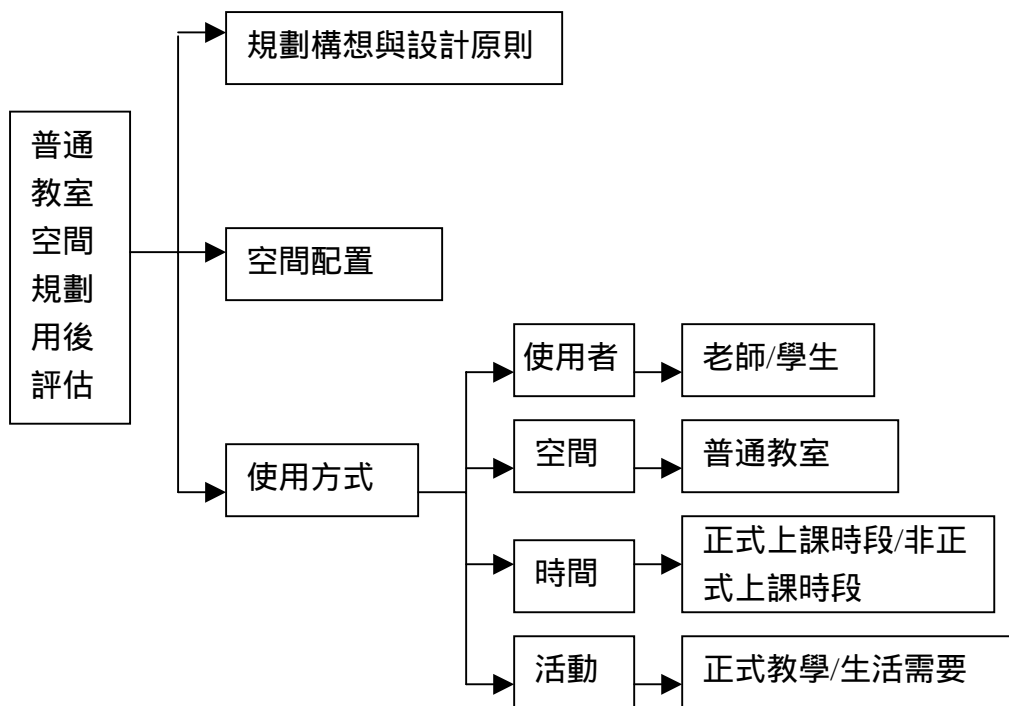 規劃構想與設計原則
普通
教室
空間
規劃
用後
評估
空間配置
使用方式
使用者
老師/學生
空間
普通教室
時間
正式上課時段/非正
式上課時段
活動
正式教學/生活需要